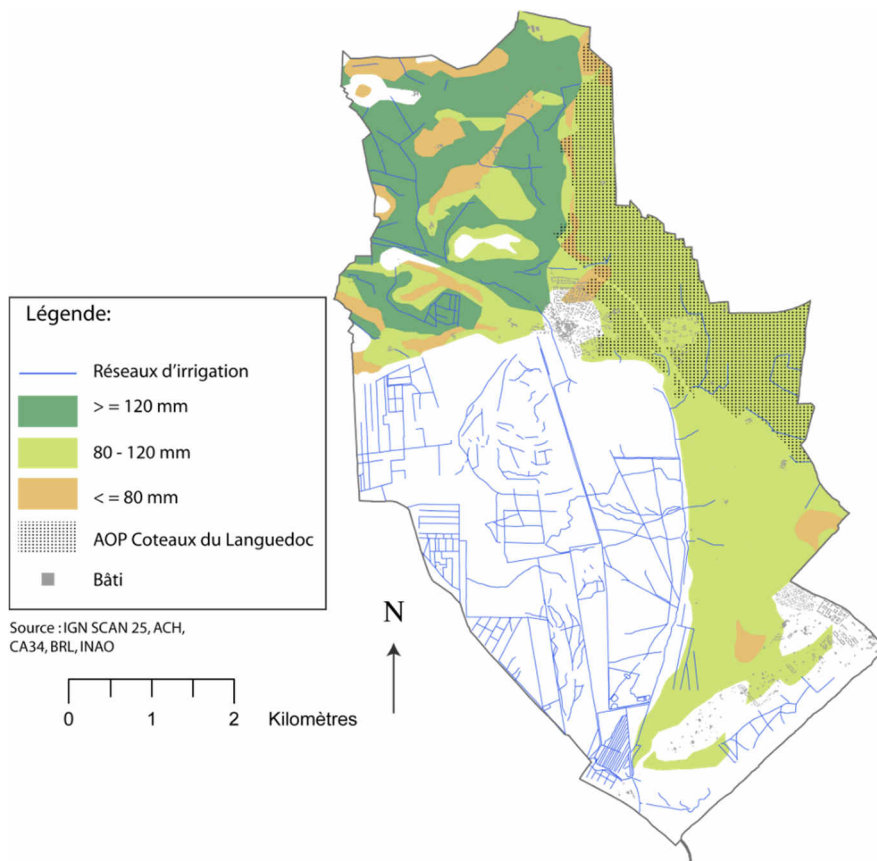 Légende:
Réseaux d'irrigation
> = 120 mm
80 - 120 mm
< = 80 mm
AOP Coteaux du Languedoc
Bâti
Source : IGN SCAN 25, ACH,
CA34, BRL, INAO
N
0 1 2 Kilomètres